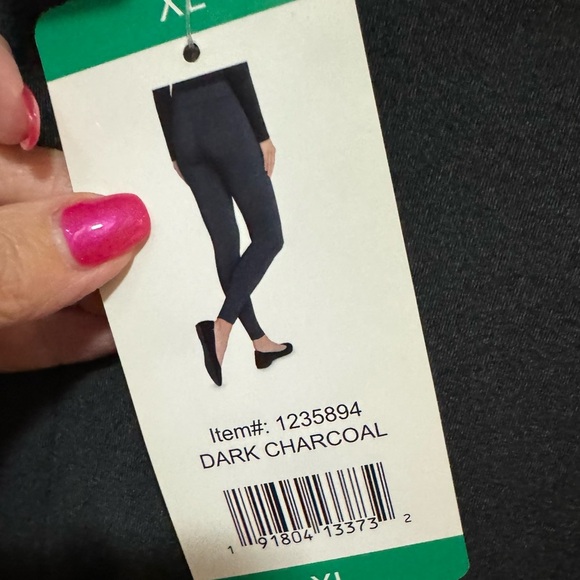 XL
Item#: 1235894
DARK CHARCOAL
1 91804 13373 2
XL